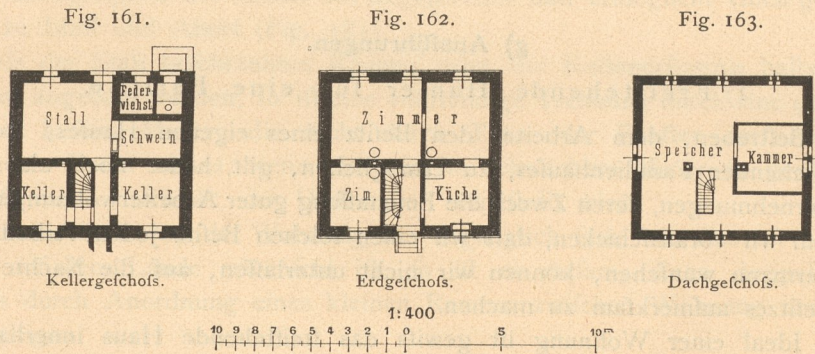 Fig. 161.
Fig. 162.
Fig. 163.
Stall
Feder-
viehst.
Schwein
Keller
Keller
Zimmer
Zim.
Küche
Speicher
Kammer
Kellergeſchoſs.
Erdgeſchoſs.
Dachgeſchoſs.
1:400
10 9 8 7 6 5 4 3 2 1 0 5 10m